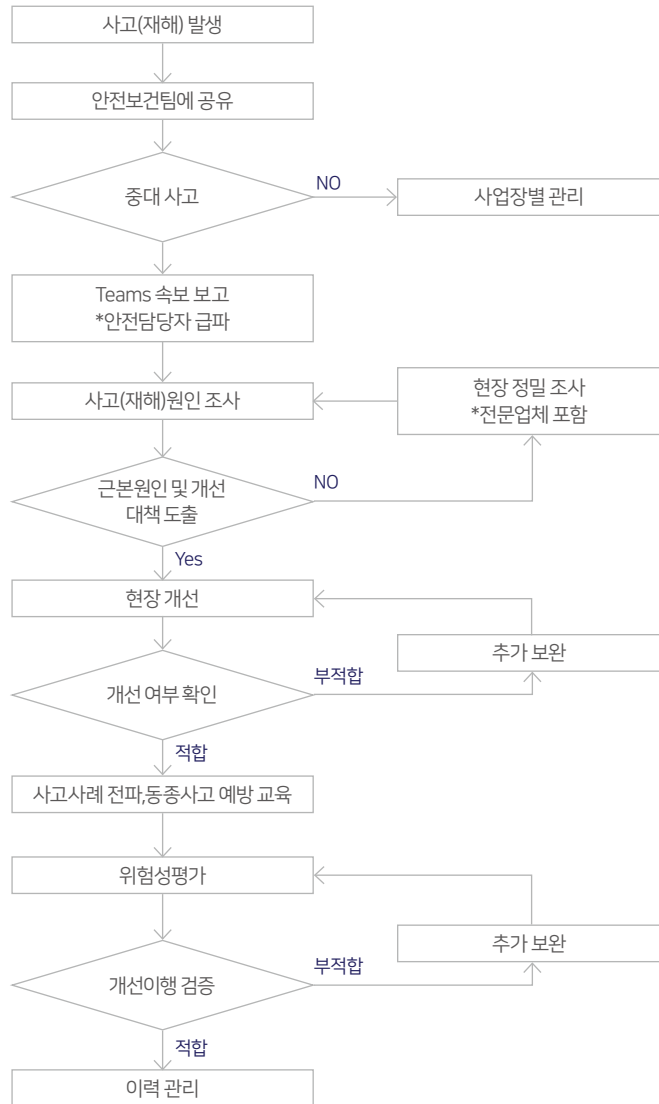 사고(재해) 발생
안전보건팀에 공유
중대 사고
NO
사업장별 관리
Teams 속보 보고
*안전담당자 급파
사고(재해)원인 조사
현장 정밀 조사
*전문업체 포함
근본원인 및 개선
대책 도출
NO
Yes
현장 개선
추가 보완
개선 여부 확인
부적합
적합
사고사례 전파,동종사고 예방 교육
위험성평가
추가 보완
개선이행 검증
부적합
적합
이력 관리